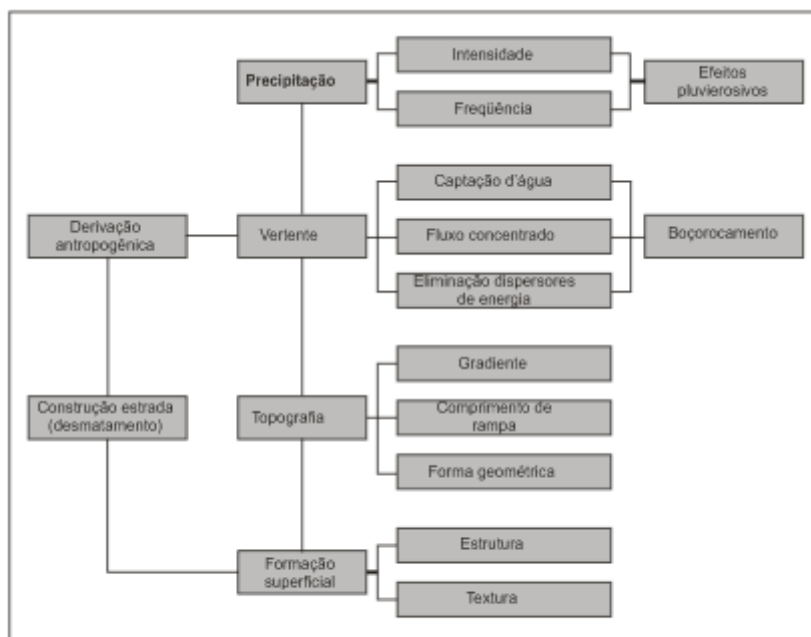 Precipitação
Intensidade
Freqüência
Efeitos
pluvierosivos
Derivação
antropogênica
Vertente
Captação d'água
Fluxo concentrado
Eliminação dispersores
de energia
Boçorocamento
Construção estrada
(desmatamento)
Topografia
Gradiente
Comprimento de
rampa
Forma geométrica
Formação
superficial
Estrutura
Textura